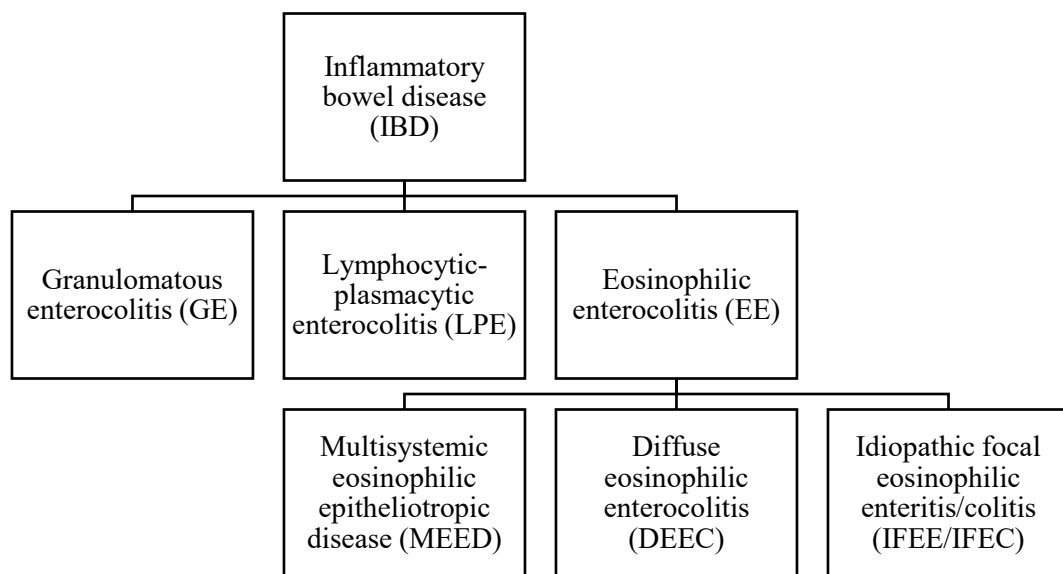 Inflammatory
bowel disease
(IBD)
Granulomatous
enterocolitis (GE)
Lymphocytic-
plasmacytic
enterocolitis (LPE)
Eosinophilic
enterocolitis (EE)
Multisystemic
eosinophilic
epitheliotropic
disease (MEED)
Diffuse
eosinophilic
enterocolitis
(DEEC)
Idiopathic focal
eosinophilic
enteritis/colitis
(IFEE/IFEC)